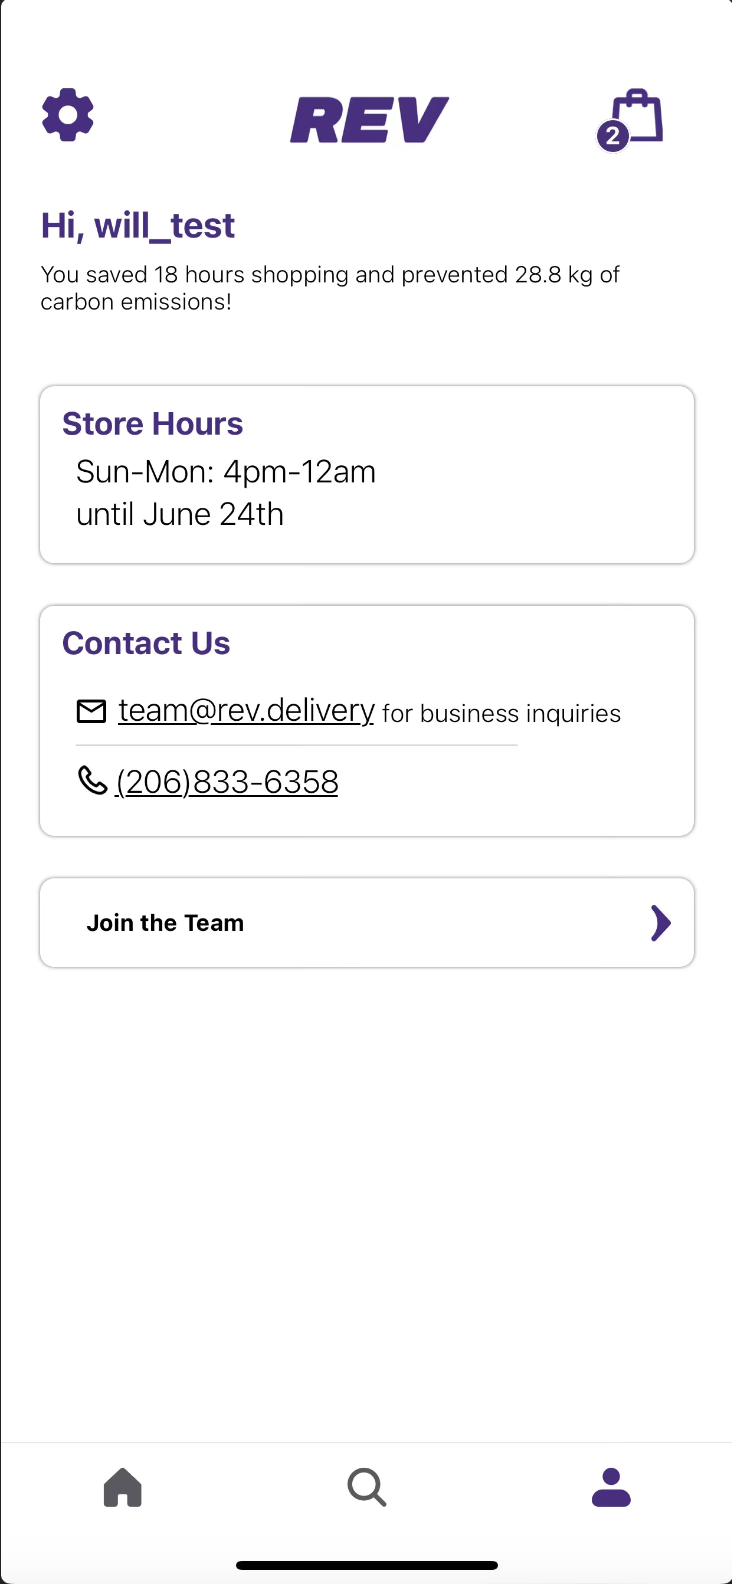 REV
2
Hi, will_test
You saved 18 hours shopping and prevented 28.8 kg of
carbon emissions!
Store Hours
Sun-Mon: 4pm-12am
until June 24th
Contact Us
team@rev.delivery for business inquiries
(206)833-6358
Join the Team